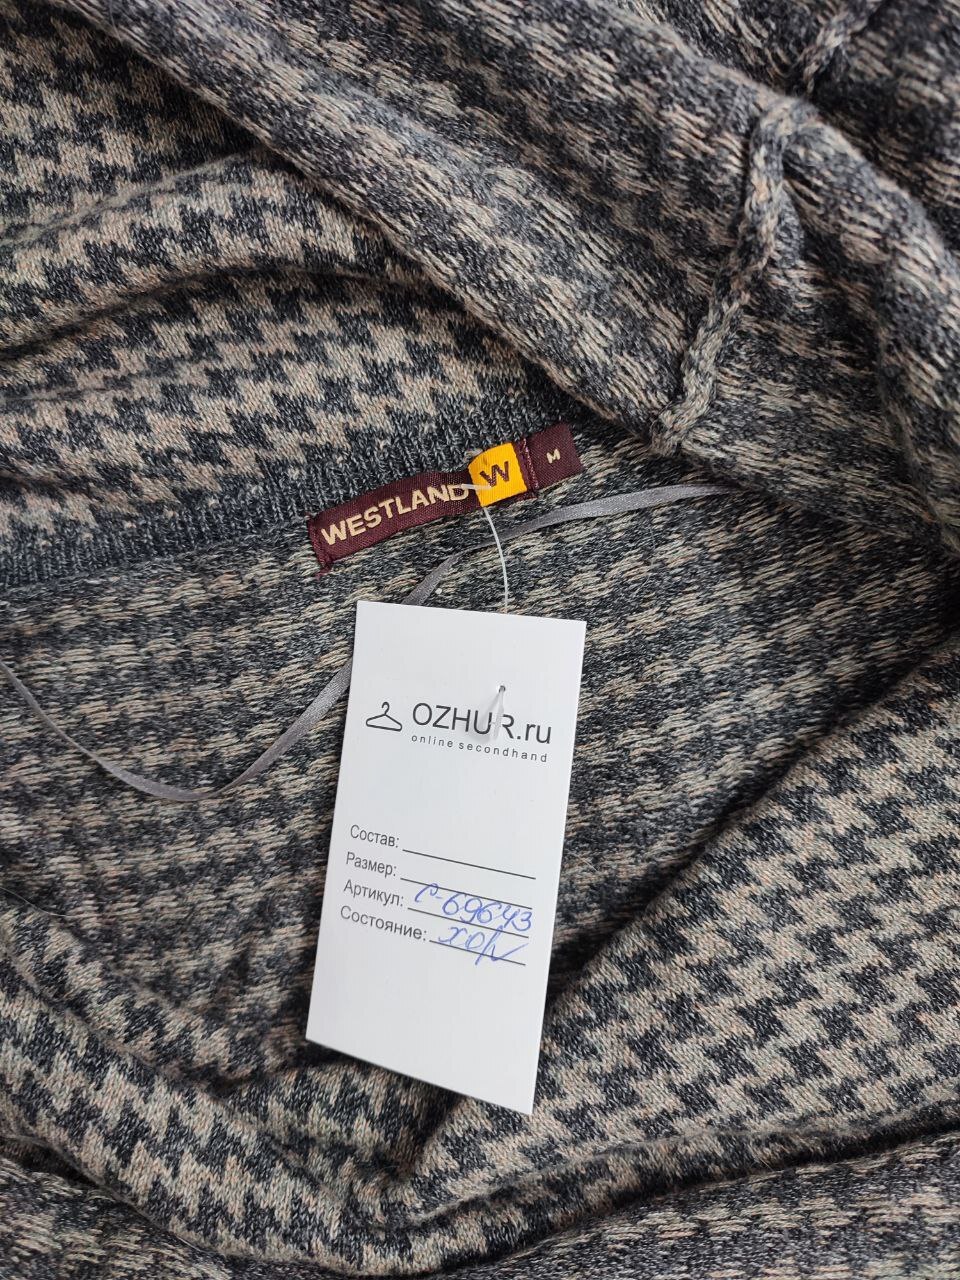 WESTLAND W M
OZHUR.ru
online secondhand
Состав:
Размер:
Артикул: С-69643
Состояние: хор